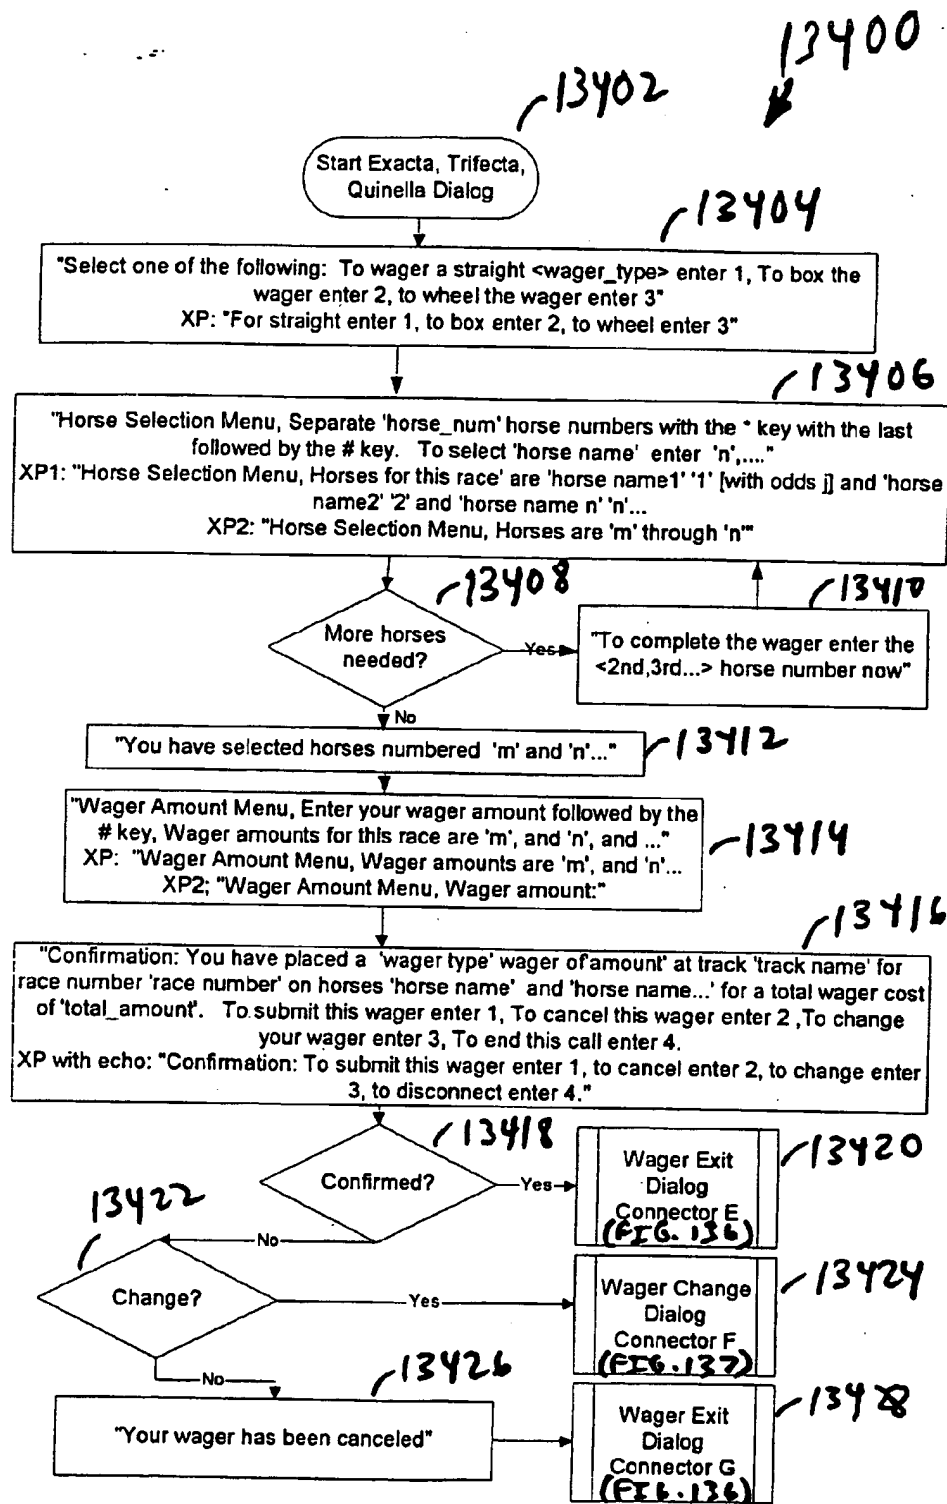 13400
13402
Start Exacta, Trifecta,
Quinella Dialog
13404
"Select one of the following: To wager a straight <wager_type> enter 1, To box the
wager enter 2, to wheel the wager enter 3"
XP: "For straight enter 1, to box enter 2, to wheel enter 3"
13406
"Horse Selection Menu, Separate 'horse_num' horse numbers with the * key with the last
followed by the # key. To select 'horse name' enter 'n',...."
XP1: "Horse Selection Menu, Horses for this race' are 'horse name1' '1' [with odds j] and 'horse
name2' '2' and 'horse name n' 'n'...
XP2: "Horse Selection Menu, Horses are 'm' through 'n'"
13408
More horses
needed?
Yes
13410
"To complete the wager enter the
<2nd,3rd...> horse number now"
No
"You have selected horses numbered 'm' and 'n'..."
13412
"Wager Amount Menu, Enter your wager amount followed by the
# key, Wager amounts for this race are 'm', and 'n', and ..."
XP: "Wager Amount Menu, Wager amounts are 'm', and 'n'...
XP2; "Wager Amount Menu, Wager amount:"
13414
13416
"Confirmation: You have placed a 'wager type' wager of amount' at track 'track name' for
race number 'race number' on horses 'horse name' and 'horse name...' for a total wager cost
of 'total_amount'. To submit this wager enter 1, To cancel this wager enter 2 ,To change
your wager enter 3, To end this call enter 4.
XP with echo: "Confirmation: To submit this wager enter 1, to cancel enter 2, to change enter
3, to disconnect enter 4."
13418
Confirmed?
Yes
Wager Exit
Dialog
Connector E
(FIG. 136)
13420
No
13422
Change?
Yes
Wager Change
Dialog
Connector F
(FIG. 137)
13424
No
13426
"Your wager has been canceled"
Wager Exit
Dialog
Connector G
(FIG. 136)
13428